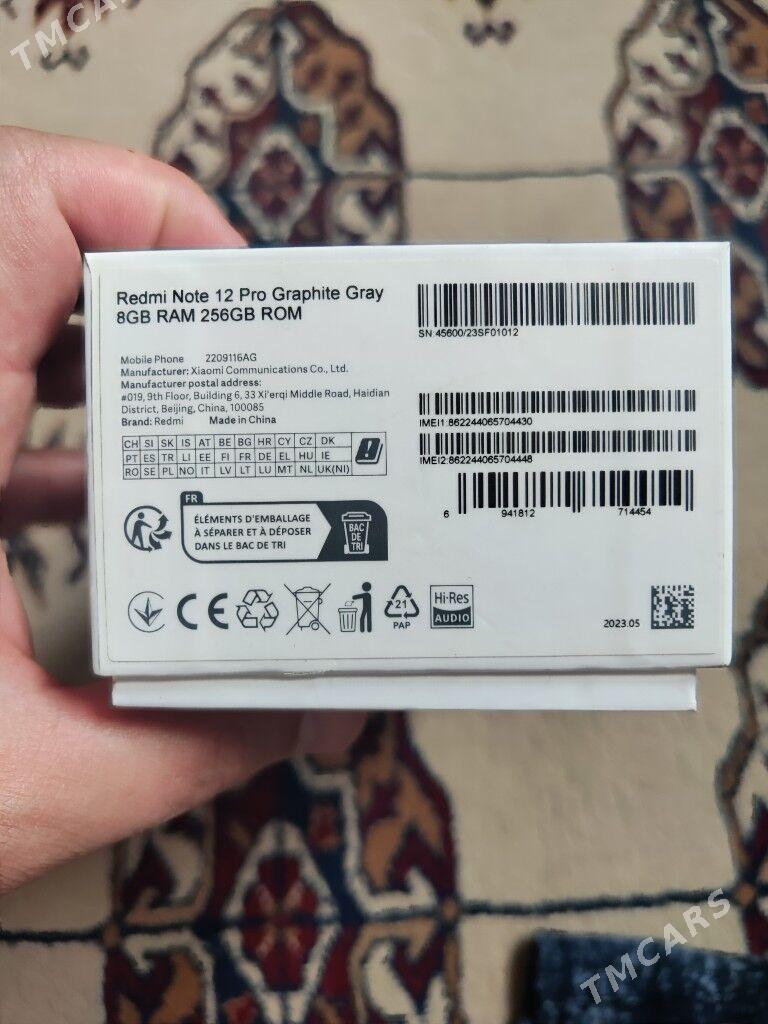 TMCARS
Redmi Note 12 Pro Graphite Gray
8GB RAM 256GB ROM
SN:45600/23SF01012
Mobile Phone 2209116AG
Manufacturer: Xiaomi Communications Co., Ltd.
Manufacturer postal address:
#019, 9th Floor, Building 6, 33 Xi'erqi Middle Road, Haidian
District, Beijing, China, 100085
Brand: Redmi Made in China
IMEI1:862244065704430
IMEI2:862244065704448
6 941812 714454
CH SI SK IS AT BE BG HR CY CZ DK
PT ES TR LI EE FI FR DE EL HU IE
RO SE PL NO IT LV LT LU MT NL UK(NI)
FR
ÉLÉMENTS D'EMBALLAGE
À SÉPARER ET À DÉPOSER
DANS LE BAC DE TRI
BAC
DE
TRI
CE
21
PAP
Hi-Res
AUDIO
2023.05
TMCARS